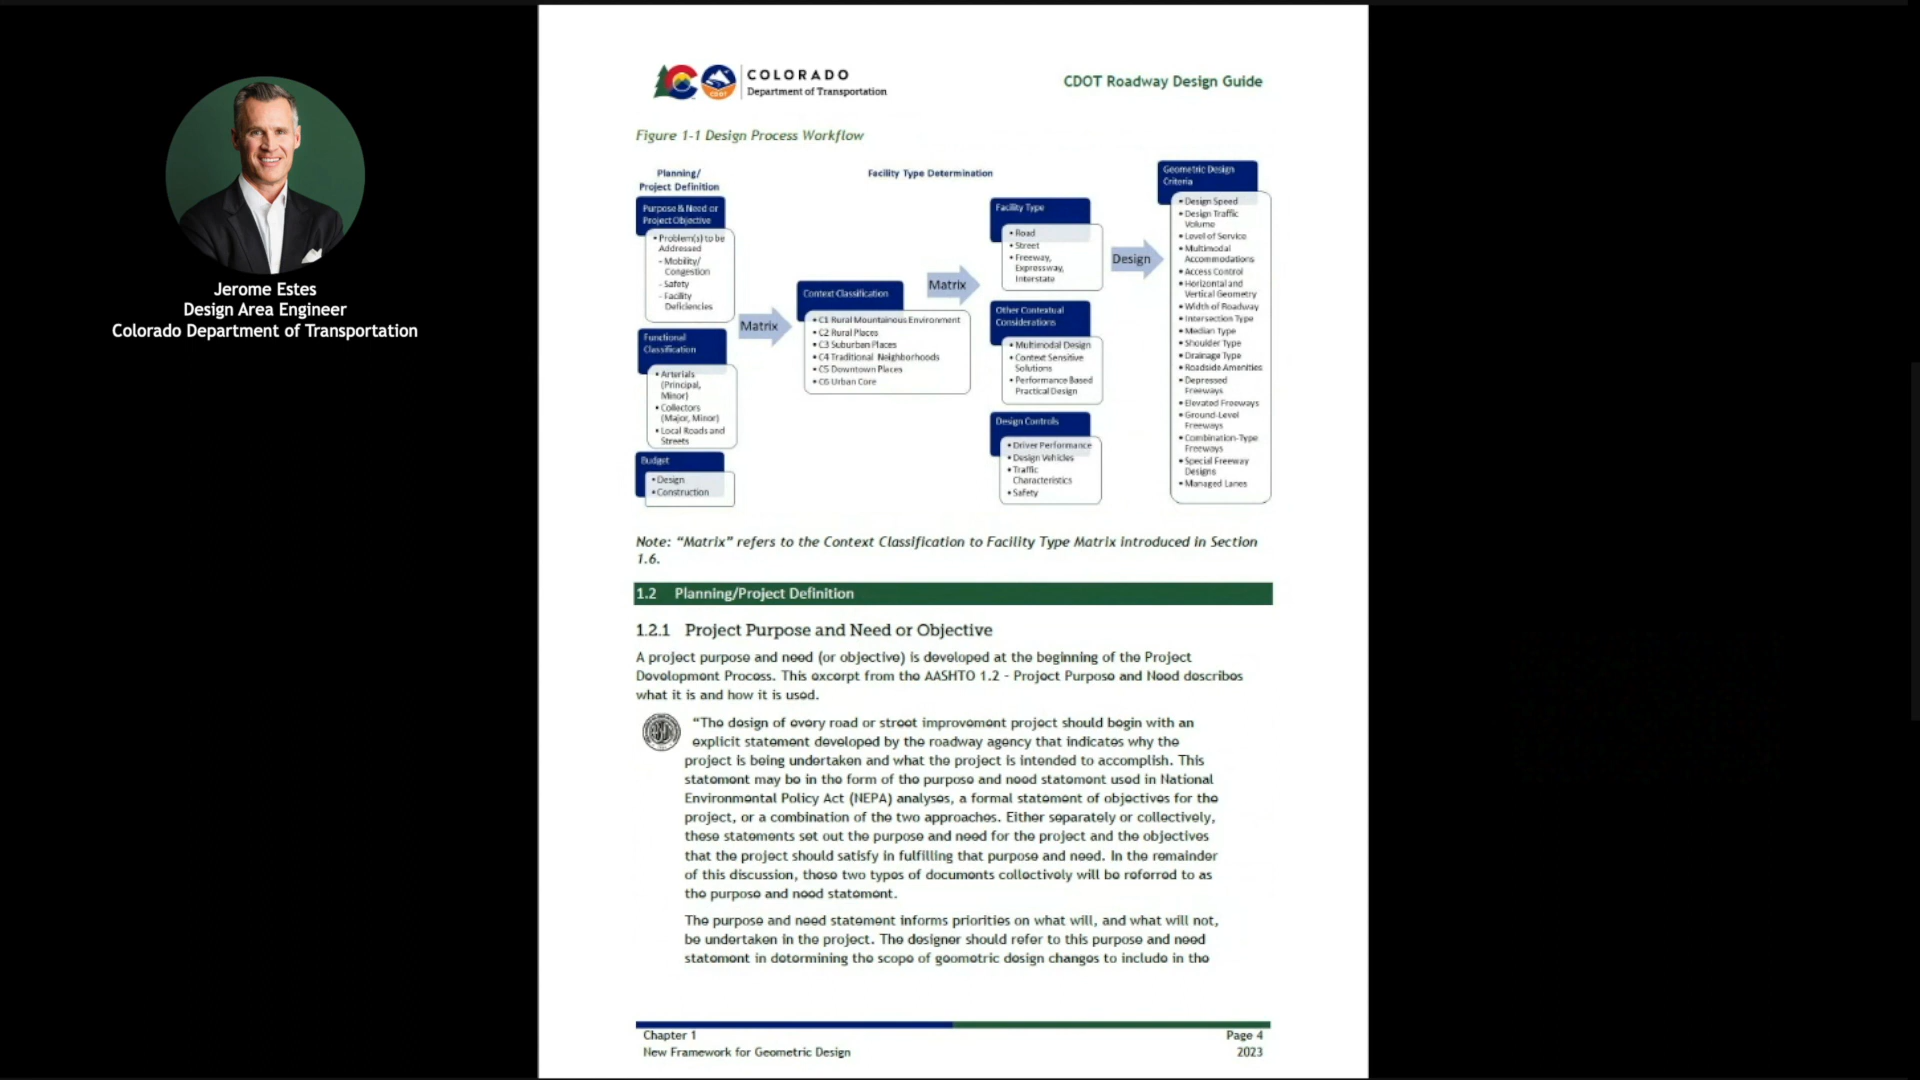 Jerome Estes
Design Area Engineer
Colorado Department of Transportation
COLORADO
Department of Transportation
CDOT Roadway Design Guide
Figure 1-1 Design Process Workflow
Planning/
Project Definition
Purpose & Need or
Project Objective
• Problem(s) to be
Addressed
- Mobility/
Congestion
- Safety
- Facility
Deficiencies
Functional
Classification
• Arterials
(Principal,
Minor)
• Collectors
(Major, Minor)
• Local Roads and
Streets
Budget
• Design
• Construction
Matrix
Facility Type Determination
Context Classification
• C1 Rural Mountainous Environment
• C2 Rural Places
• C3 Suburban Places
• C4 Traditional Neighborhoods
• C5 Downtown Places
• C6 Urban Core
Matrix
Facility Type
• Road
• Street
• Freeway,
Expressway,
Interstate
Other Contextual
Considerations
• Multimodal Design
• Context Sensitive
Solutions
• Performance Based
Practical Design
Design Controls
• Driver Performance
• Design Vehicles
• Traffic
Characteristics
• Safety
Design
Geometric Design
Criteria
• Design Speed
• Design Traffic
Volume
• Level of Service
• Multimodal
Accommodations
• Access Control
• Horizontal and
Vertical Geometry
• Width of Roadway
• Intersection Type
• Median Type
• Shoulder Type
• Drainage Type
• Roadside Amenities
• Depressed
Freeways
• Elevated Freeways
• Ground-Level
Freeways
• Combination-Type
Freeways
• Special Freeway
Designs
• Managed Lanes
Note: “Matrix” refers to the Context Classification to Facility Type Matrix introduced in Section
1.6.
1.2 Planning/Project Definition
1.2.1 Project Purpose and Need or Objective
A project purpose and need (or objective) is developed at the beginning of the Project
Development Process. This excerpt from the AASHTO 1.2 - Project Purpose and Need describes
what it is and how it is used.
“The design of every road or street improvement project should begin with an
explicit statement developed by the roadway agency that indicates why the
project is being undertaken and what the project is intended to accomplish. This
statement may be in the form of the purpose and need statement used in National
Environmental Policy Act (NEPA) analyses, a formal statement of objectives for the
project, or a combination of the two approaches. Either separately or collectively,
these statements set out the purpose and need for the project and the objectives
that the project should satisfy in fulfilling that purpose and need. In the remainder
of this discussion, these two types of documents collectively will be referred to as
the purpose and need statement.
The purpose and need statement informs priorities on what will, and what will not,
be undertaken in the project. The designer should refer to this purpose and need
statement in determining the scope of geometric design changes to include in the
Chapter 1
New Framework for Geometric Design
Page 4
2023